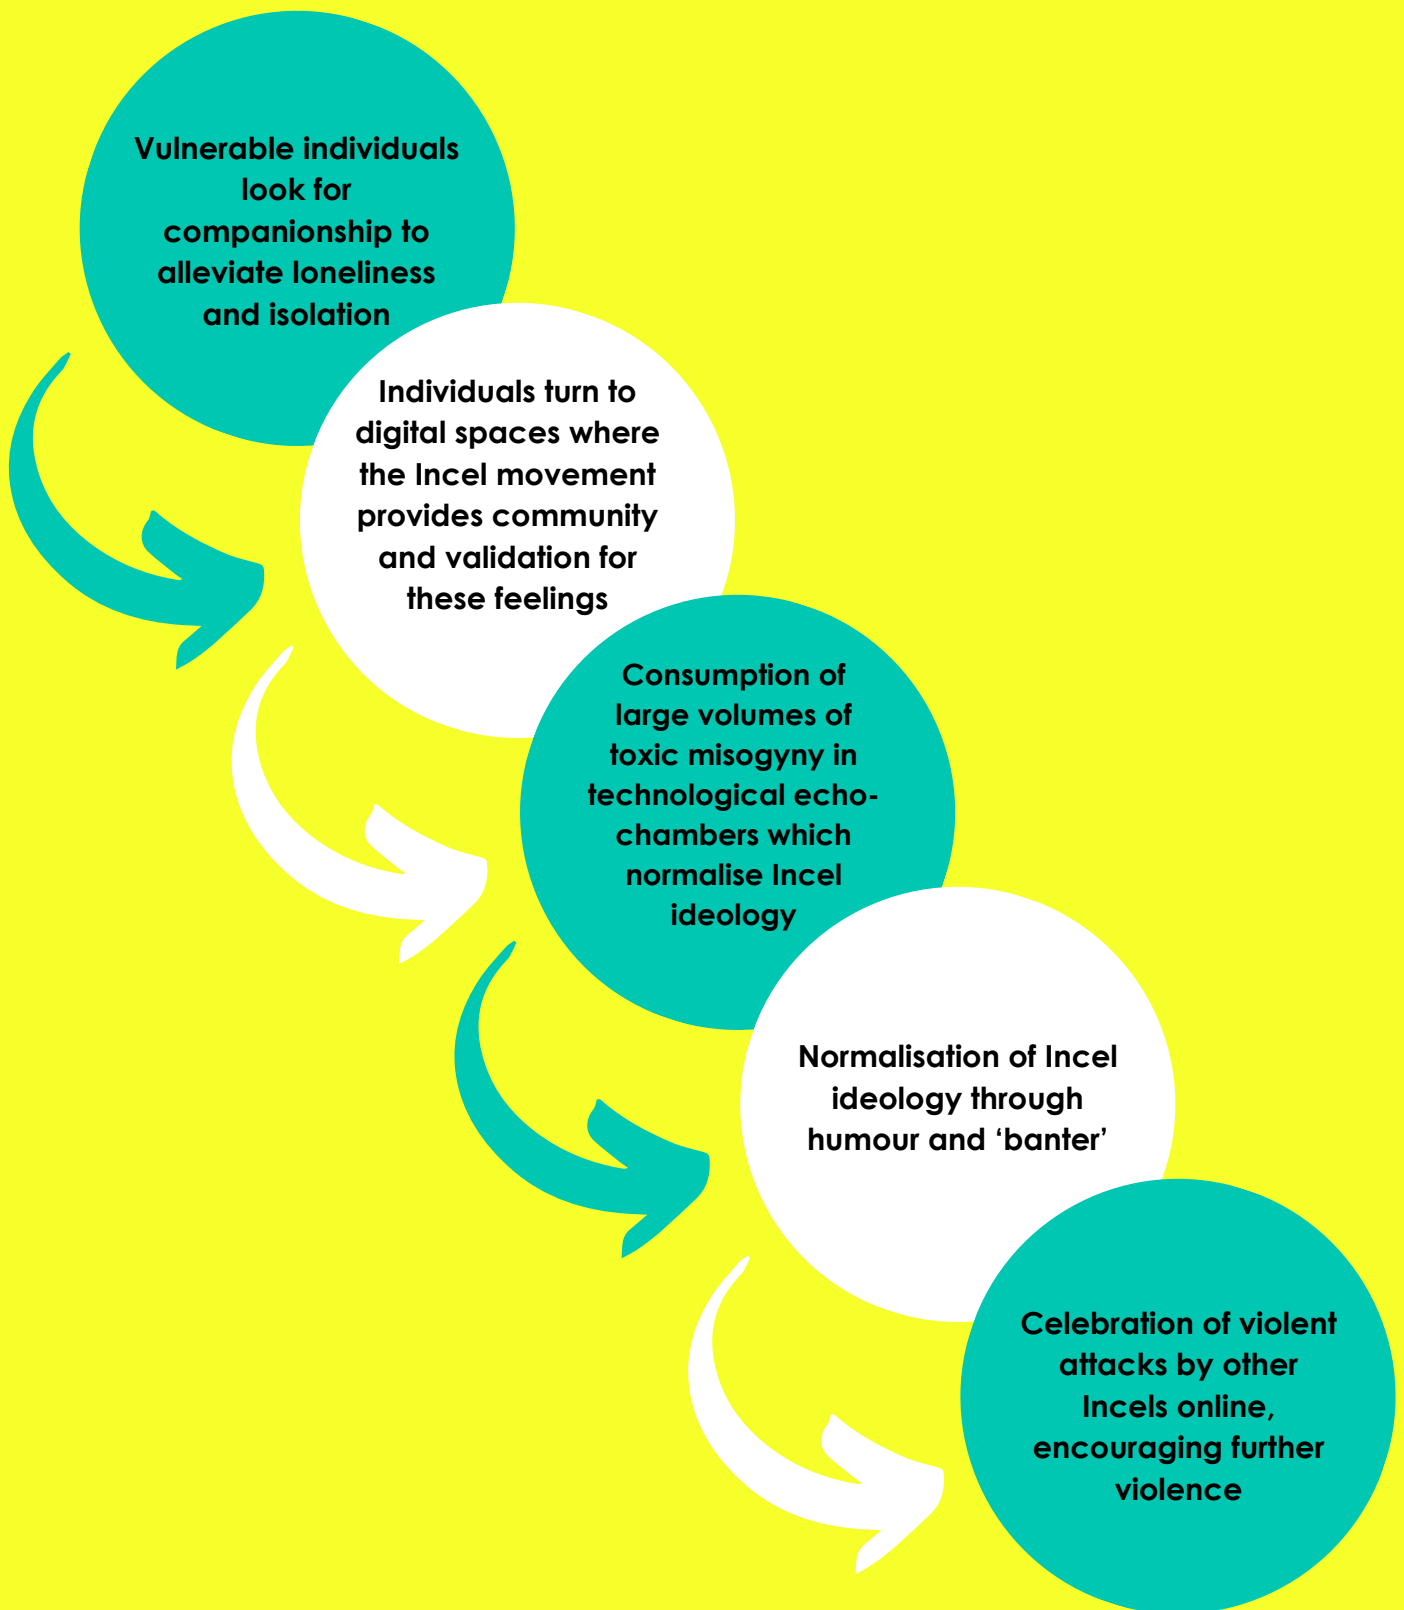 Vulnerable individuals
look for
companionship to
alleviate loneliness
and isolation
Individuals turn to
digital spaces where
the Incel movement
provides community
and validation for
these feelings
Consumption of
large volumes of
toxic misogyny in
technological echo-
chambers which
normalise Incel
ideology
Normalisation of Incel
ideology through
humour and ‘banter’
Celebration of violent
attacks by other
Incels online,
encouraging further
violence